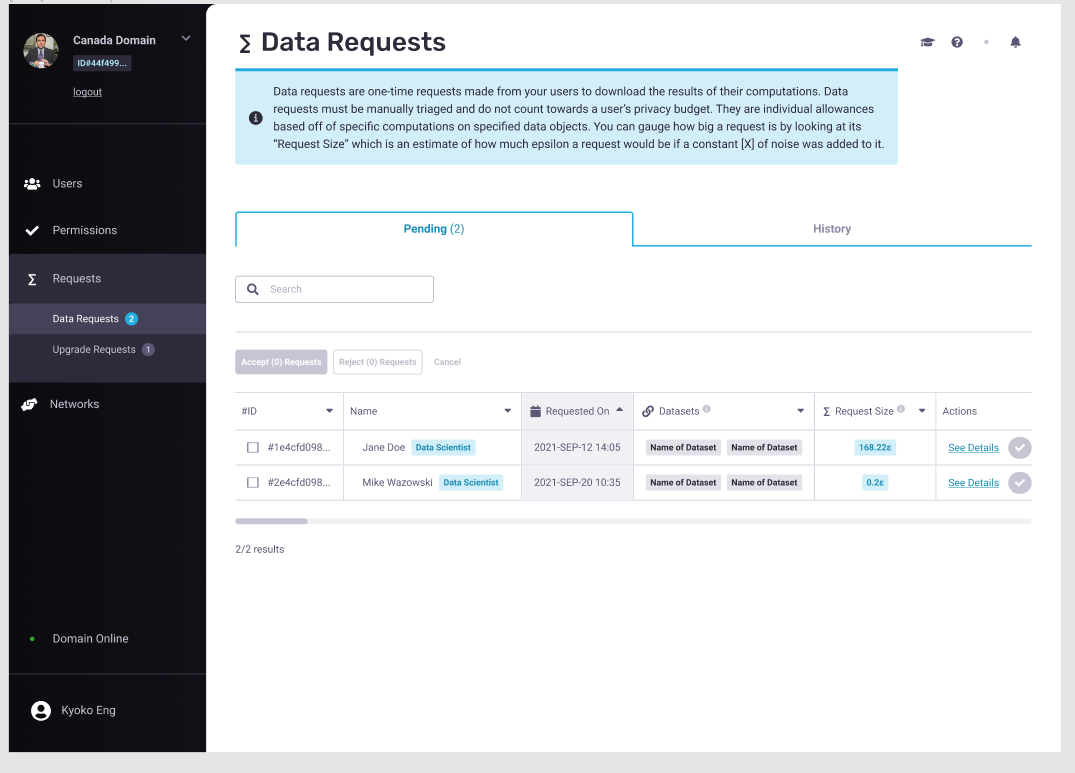 Canada Domain
ID#44f499...
logout
Users
Permissions
Σ Requests
Data Requests 2
Upgrade Requests 1
Networks
Domain Online
Kyoko Eng
Σ Data Requests
Data requests are one-time requests made from your users to download the results of their computations. Data
requests must be manually triaged and do not count towards a user's privacy budget. They are individual allowances
based off of specific computations on specified data objects. You can gauge how big a request is by looking at its
"Request Size" which is an estimate of how much epsilon a request would be if a constant [X] of noise was added to it.
Pending (2) History
Search
Accept (0) Requests Reject (0) Requests Cancel
#ID Name Requested On Datasets Σ Request Size Actions
#1e4cfd098... Jane Doe Data Scientist 2021-SEP-12 14:05 Name of Dataset Name of Dataset 168.22ε See Details
#2e4cfd098... Mike Wazowski Data Scientist 2021-SEP-20 10:35 Name of Dataset Name of Dataset 0.2ε See Details
2/2 results